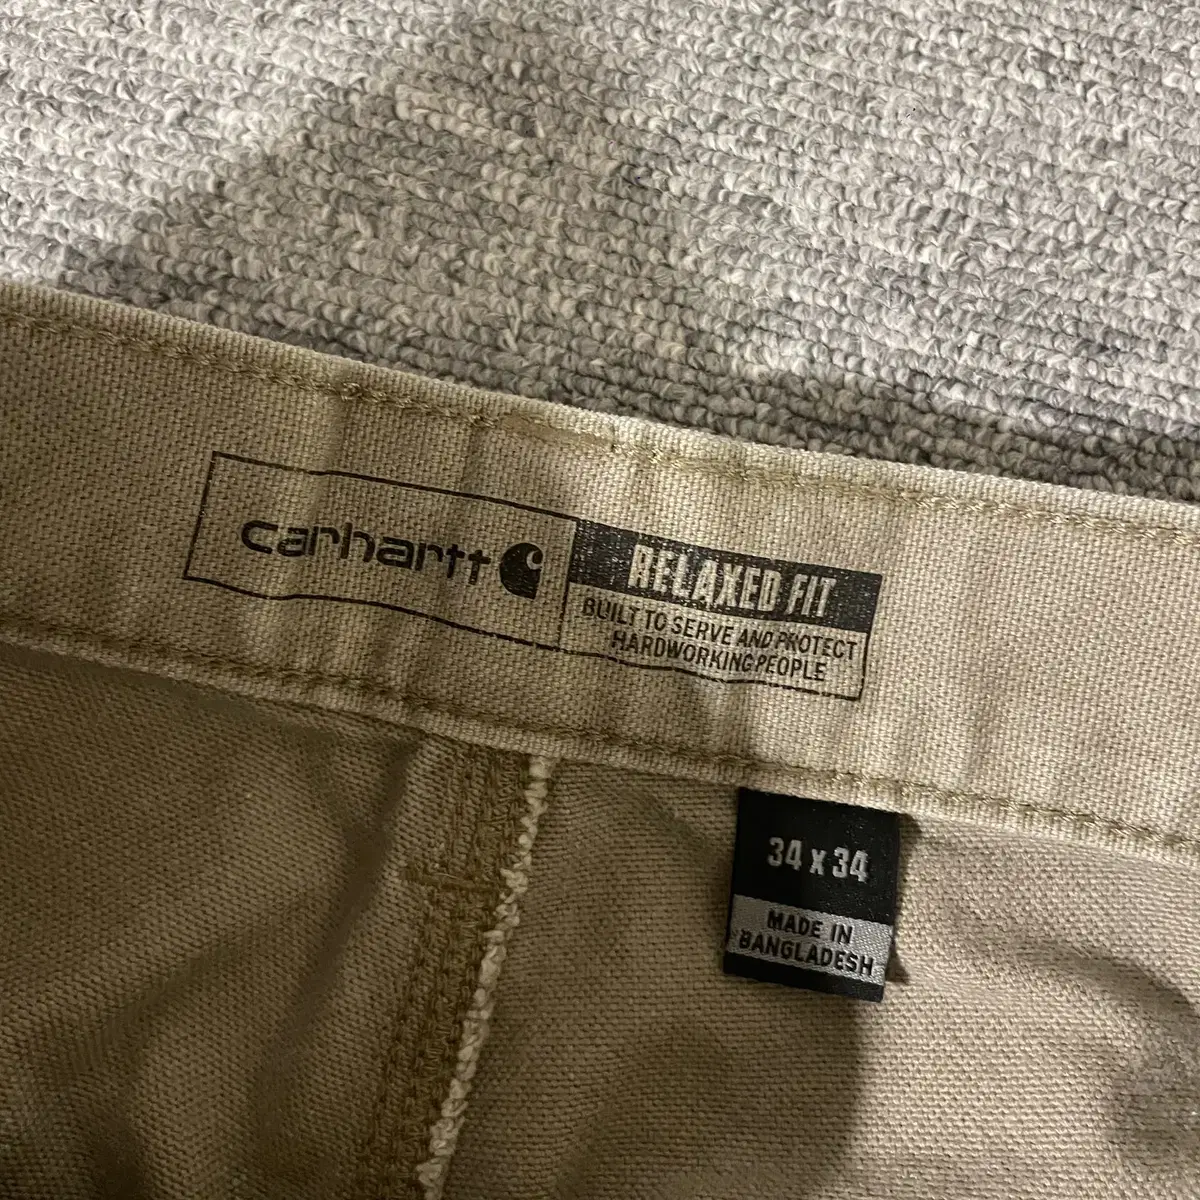 carhartt
RELAXED FIT
BUILT TO SERVE AND PROTECT
HARDWORKING PEOPLE
34 x 34
MADE IN
BANGLADESH